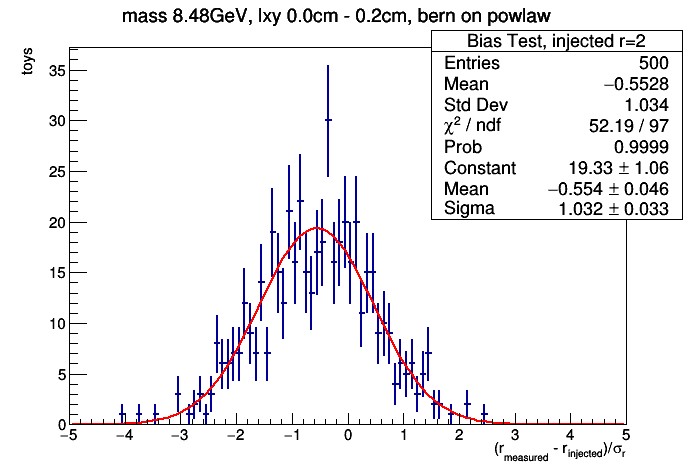 mass 8.48GeV, lxy 0.0cm - 0.2cm, bern on powlaw
Bias Test, injected r=2
Entries 500
Mean −0.5528
Std Dev 1.034
χ² / ndf 52.19 / 97
Prob 0.9999
Constant 19.33 ± 1.06
Mean −0.554 ± 0.046
Sigma 1.032 ± 0.033
toys
35
30
25
20
15
10
5
0
−5 −4 −3 −2 −1 0 1 2 3 4 5
(r_measured - r_injected)/σ_r